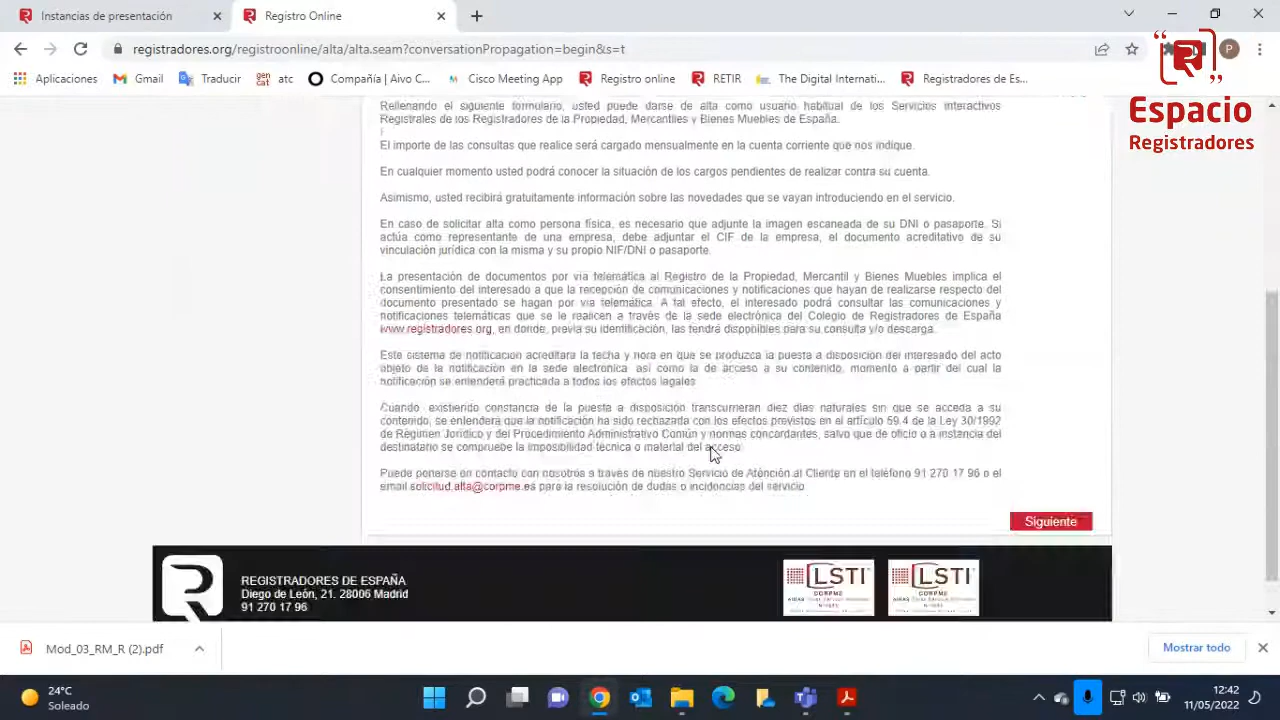 Instancias de presentación
Registro Online
registradores.org/registroonline/alta/alta.seam?conversationPropagation=begin&s=t
P
Aplicaciones
Gmail
Traducir
gen cat
atc
Compañía | Aivo C...
Cisco Meeting App
Registro online
RETIR
The Digital Internati...
Registradores de Es...
Espacio
Registradores
Rellenando el siguiente formulario, usted puede darse de alta como usuario habitual de los Servicios interactivos
Registrales de los Registradores de la Propiedad, Mercantiles y Bienes Muebles de España.
El importe de las consultas que realice será cargado mensualmente en la cuenta corriente que nos indique.
En cualquier momento usted podrá conocer la situación de los cargos pendientes de realizar contra su cuenta.
Asimismo, usted recibirá gratuitamente información sobre las novedades que se vayan introduciendo en el servicio.
En caso de solicitar alta como persona física, es necesario que adjunte la imagen escaneada de su DNI o pasaporte. Si
actúa como representante de una empresa, debe adjuntar el CIF de la empresa, el documento acreditativo de su
vinculación jurídica con la misma y su propio NIF/DNI o pasaporte.
La presentación de documentos por vía telemática al Registro de la Propiedad, Mercantil y Bienes Muebles implica el
consentimiento del interesado a que la recepción de comunicaciones y notificaciones que hayan de realizarse respecto del
documento presentado se hagan por vía telemática. A tal efecto, el interesado podrá consultar las comunicaciones y
notificaciones telemáticas que se le realicen a través de la sede electrónica del Colegio de Registradores de España
www.registradores.org, en donde, previa su identificación, las tendrá disponibles para su consulta y/o descarga.
Este sistema de notificación acreditara la fecha y hora en que se produzca la puesta a disposición del interesado del acto
objeto de la notificación en la sede electronica así como la de acceso a su contenido, momento a partir del cual la
notificación se entenderá practicada a todos los efectos legales
Cuando existiendo constancia de la puesta a disposición transcurrieran diez días naturales sin que se acceda a su
contenido, se entenderá que la notificación ha sido rechazada con los efectos previstos en el artículo 59.4 de la Ley 30/1992
de Régimen Jurídico y del Procedimiento Administrativo Común y normas concordantes, salvo que de oficio o a instancia del
destinatario se compruebe la imposibilidad técnica o material del acceso
Puede ponerse en contacto con nosotros a través de nuestro Servicio de Atención al Cliente en el teléfono 91 270 17 96 o el
email solicitud.alta@corpme.es para la resolución de dudas o incidencias del servicio
Siguiente
REGISTRADORES DE ESPAÑA
Diego de León, 21. 28006 Madrid
91 270 17 96
LSTI
CORPME
LSTI
CORPME
Mod_03_RM_R (2).pdf
Mostrar todo
24°C
Soleado
12:42
11/05/2022